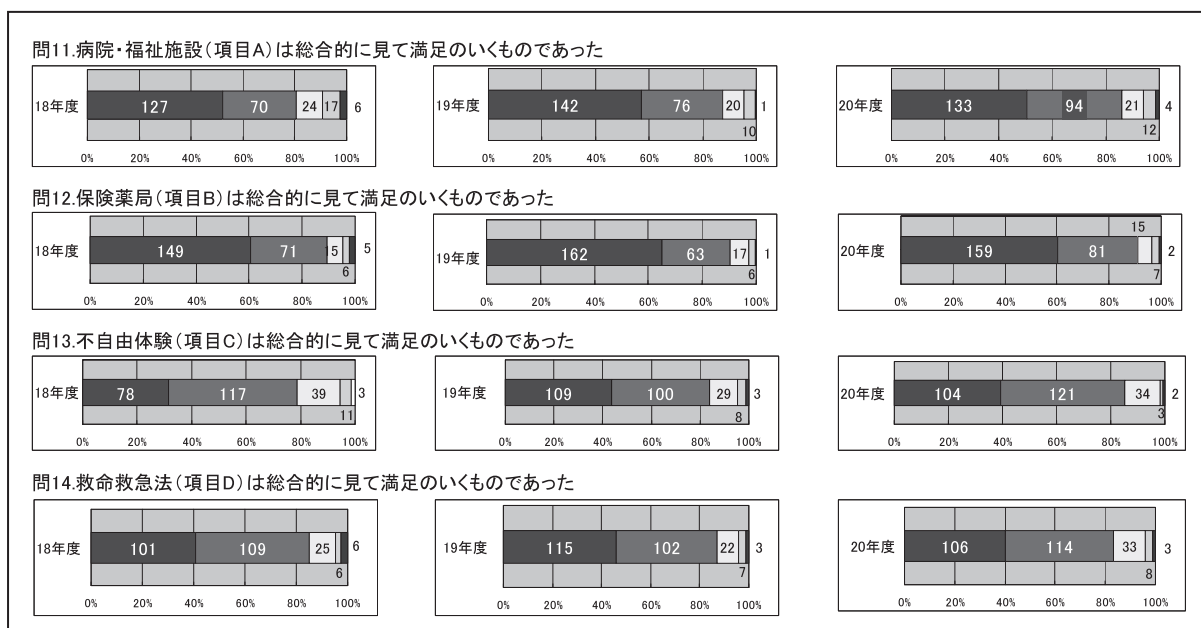 問11.病院・福祉施設(項目A)は総合的に見て満足のいくものであった
18年度 127 70 24 17 6
0% 20% 40% 60% 80% 100%
19年度 142 76 20 1
10
0% 20% 40% 60% 80% 100%
20年度 133 94 21 4
12
0% 20% 40% 60% 80% 100%
問12.保険薬局(項目B)は総合的に見て満足のいくものであった
18年度 149 71 15 5
6
0% 20% 40% 60% 80% 100%
19年度 162 63 17 1
6
0% 20% 40% 60% 80% 100%
15
20年度 159 81 2
7
0% 20% 40% 60% 80% 100%
問13.不自由体験(項目C)は総合的に見て満足のいくものであった
18年度 78 117 39 3
11
0% 20% 40% 60% 80% 100%
19年度 109 100 29 3
8
0% 20% 40% 60% 80% 100%
20年度 104 121 34 2
3
0% 20% 40% 60% 80% 100%
問14.救命救急法(項目D)は総合的に見て満足のいくものであった
18年度 101 109 25 6
6
0% 20% 40% 60% 80% 100%
19年度 115 102 22 3
7
0% 20% 40% 60% 80% 100%
20年度 106 114 33 3
8
0% 20% 40% 60% 80% 100%